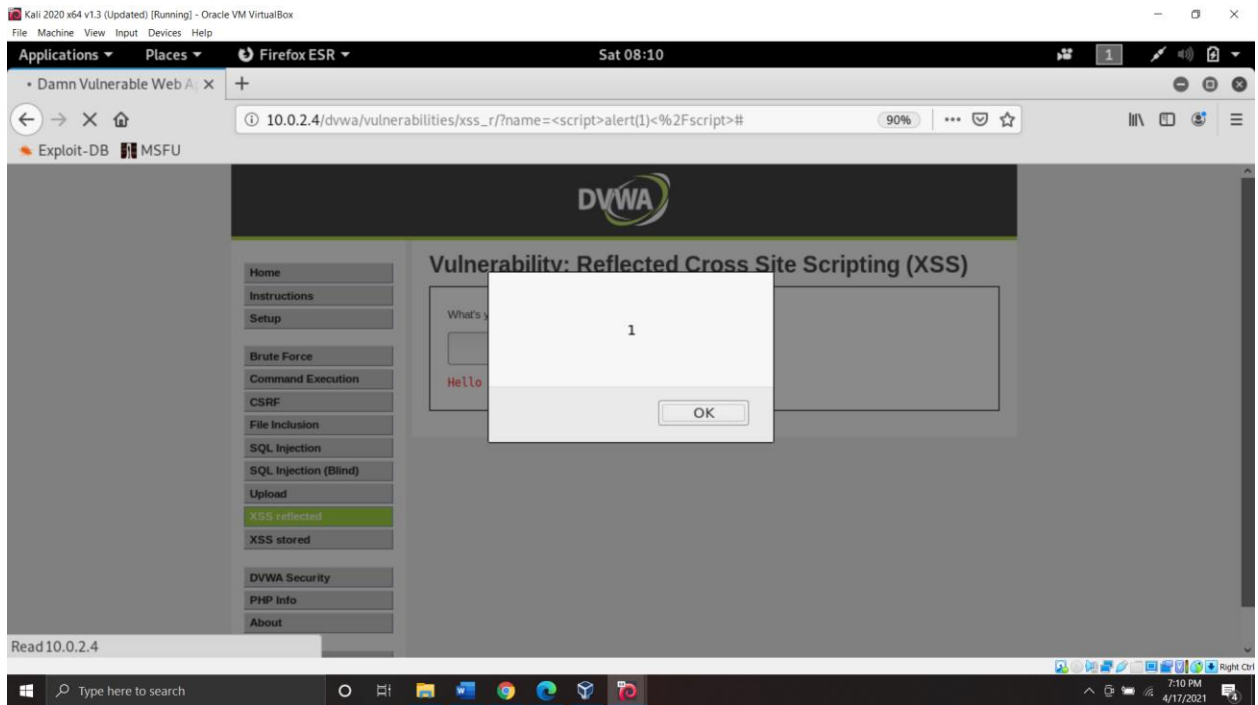 Kali 2020 x64 v1.3 (Updated) [Running] - Oracle VM VirtualBox
File Machine View Input Devices Help
Applications Places Firefox ESR Sat 08:10 1
• Damn Vulnerable Web A
10.0.2.4/dvwa/vulnerabilities/xss_r/?name=<script>alert(1)<%2Fscript># 90%
Exploit-DB MSFU
DVWA
Vulnerability: Reflected Cross Site Scripting (XSS)
Home
Instructions
Setup
Brute Force
Command Execution
CSRF
File Inclusion
SQL Injection
SQL Injection (Blind)
Upload
XSS reflected
XSS stored
DVWA Security
PHP Info
About
What's
Hello
1
OK
Read 10.0.2.4
Right Ctrl
Type here to search
7:10 PM
4/17/2021
4